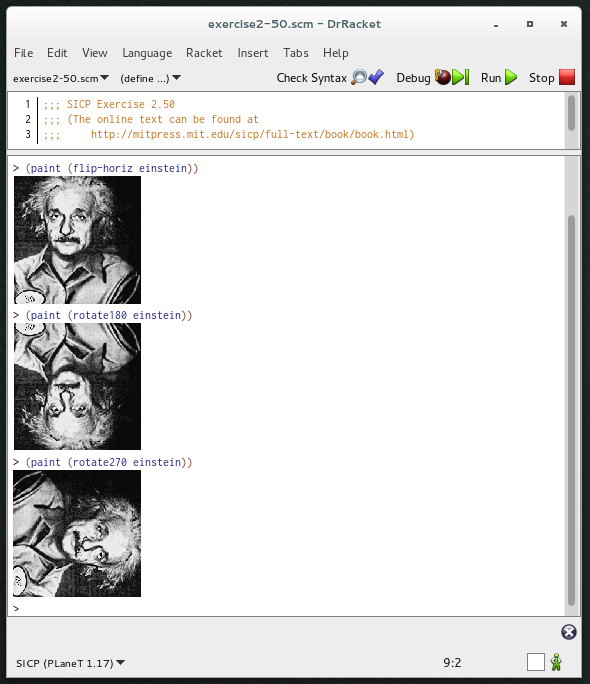 exercise2-50.scm – DrRacket
File Edit View Language Racket Insert Tabs Help
exercise2-50.scm (define ...) Check Syntax Debug Run Stop
1 ;;; SICP Exercise 2.50
2 ;;; (The online text can be found at
3 ;;;     http://mitpress.mit.edu/sicp/full-text/book/book.html)
> (paint (flip-horiz einstein))
> (paint (rotate180 einstein))
> (paint (rotate270 einstein))
>
SICP (PLaneT 1.17) 9:2